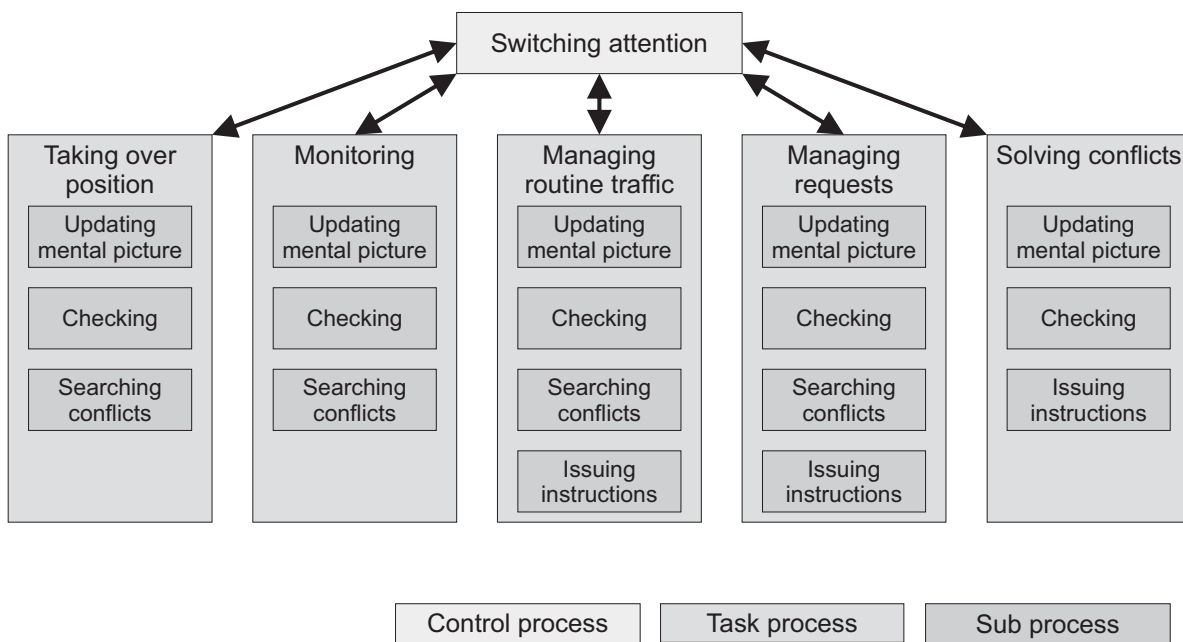 Switching attention
Taking over
position
Updating
mental picture
Checking
Searching
conflicts
Monitoring
Updating
mental picture
Checking
Searching
conflicts
Managing
routine traffic
Updating
mental picture
Checking
Searching
conflicts
Issuing
instructions
Managing
requests
Updating
mental picture
Checking
Searching
conflicts
Issuing
instructions
Solving conflicts
Updating
mental picture
Checking
Issuing
instructions
Control process
Task process
Sub process